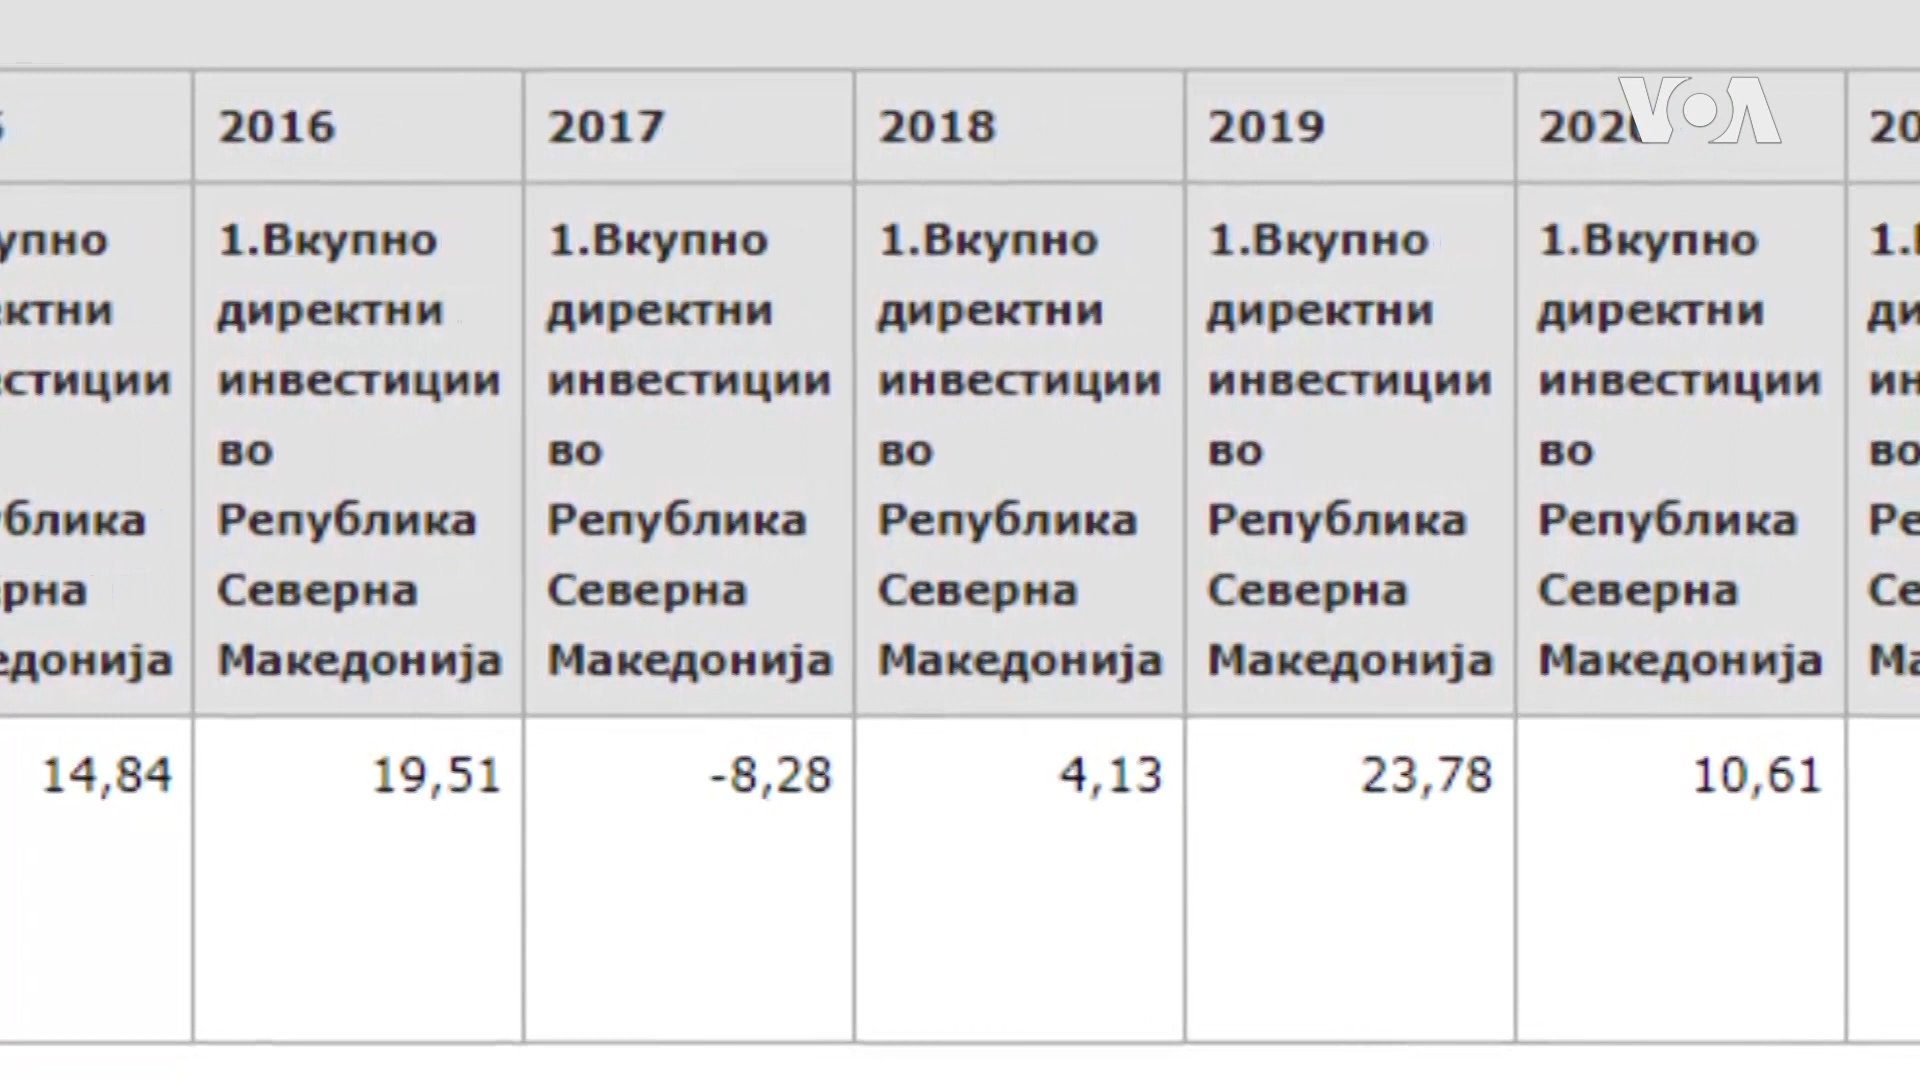 2016 2017 2018 2019 VOA
1.Вкупно 1.Вкупно 1.Вкупно 1.Вкупно 1.Вкупно
директни директни директни директни директни
инвестиции инвестиции инвестиции инвестиции инвестиции
во во во во во
Република Република Република Република Република
Северна Северна Северна Северна Северна
Македонија Македонија Македонија Македонија Македонија
14,84 19,51 -8,28 4,13 23,78 10,61